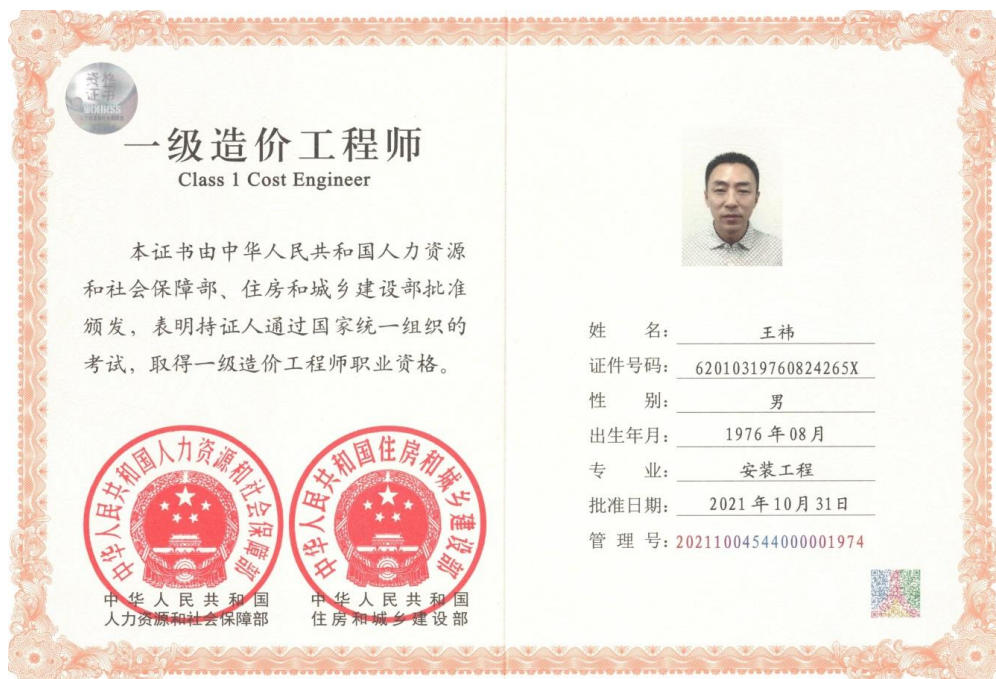 资格
证书
MOHRSS
一级造价工程师
Class 1 Cost Engineer
本证书由中华人民共和国人力资源
和社会保障部、住房和城乡建设部批准
颁发，表明持证人通过国家统一组织的
考试，取得一级造价工程师职业资格。
中华人民共和国人力资源和社会保障部
中华人民共和国住房和城乡建设部
中华人民共和国
人力资源和社会保障部
中华人民共和国
住房和城乡建设部
姓 名： 王祎
证件号码： 62010319760824265X
性 别： 男
出生年月： 1976年08月
专 业： 安装工程
批准日期： 2021年10月31日
管 理 号：20211004544000001974